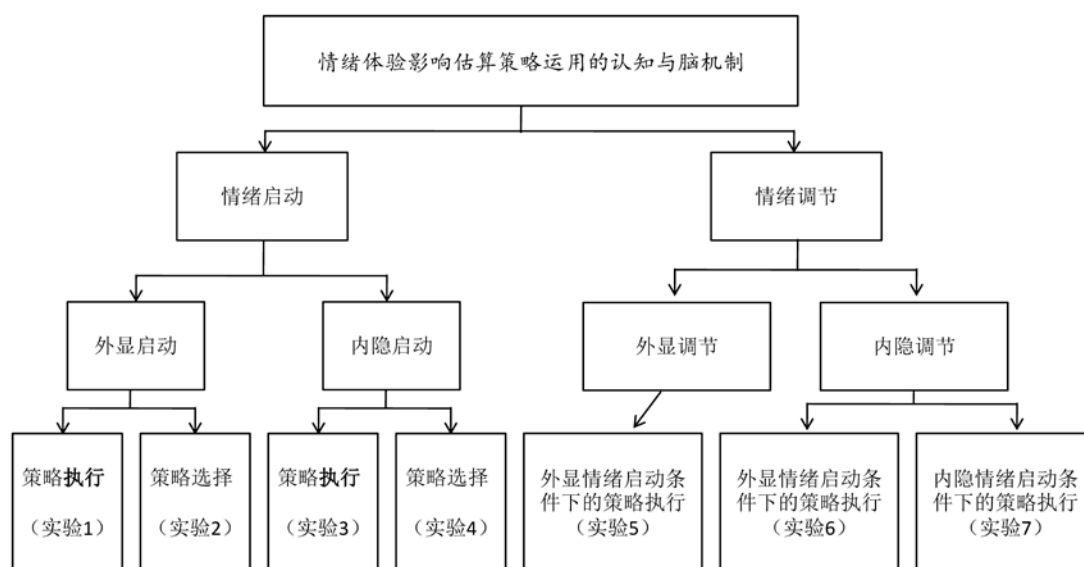 情绪体验影响估算策略运用的认知与脑机制
情绪启动
情绪调节
外显启动
内隐启动
外显调节
内隐调节
策略执行
（实验1）
策略选择
（实验2）
策略执行
（实验3）
策略选择
（实验4）
外显情绪启动条
件下的策略执行
（实验5）
外显情绪启动条
件下的策略执行
（实验6）
内隐情绪启动条
件下的策略执行
（实验7）